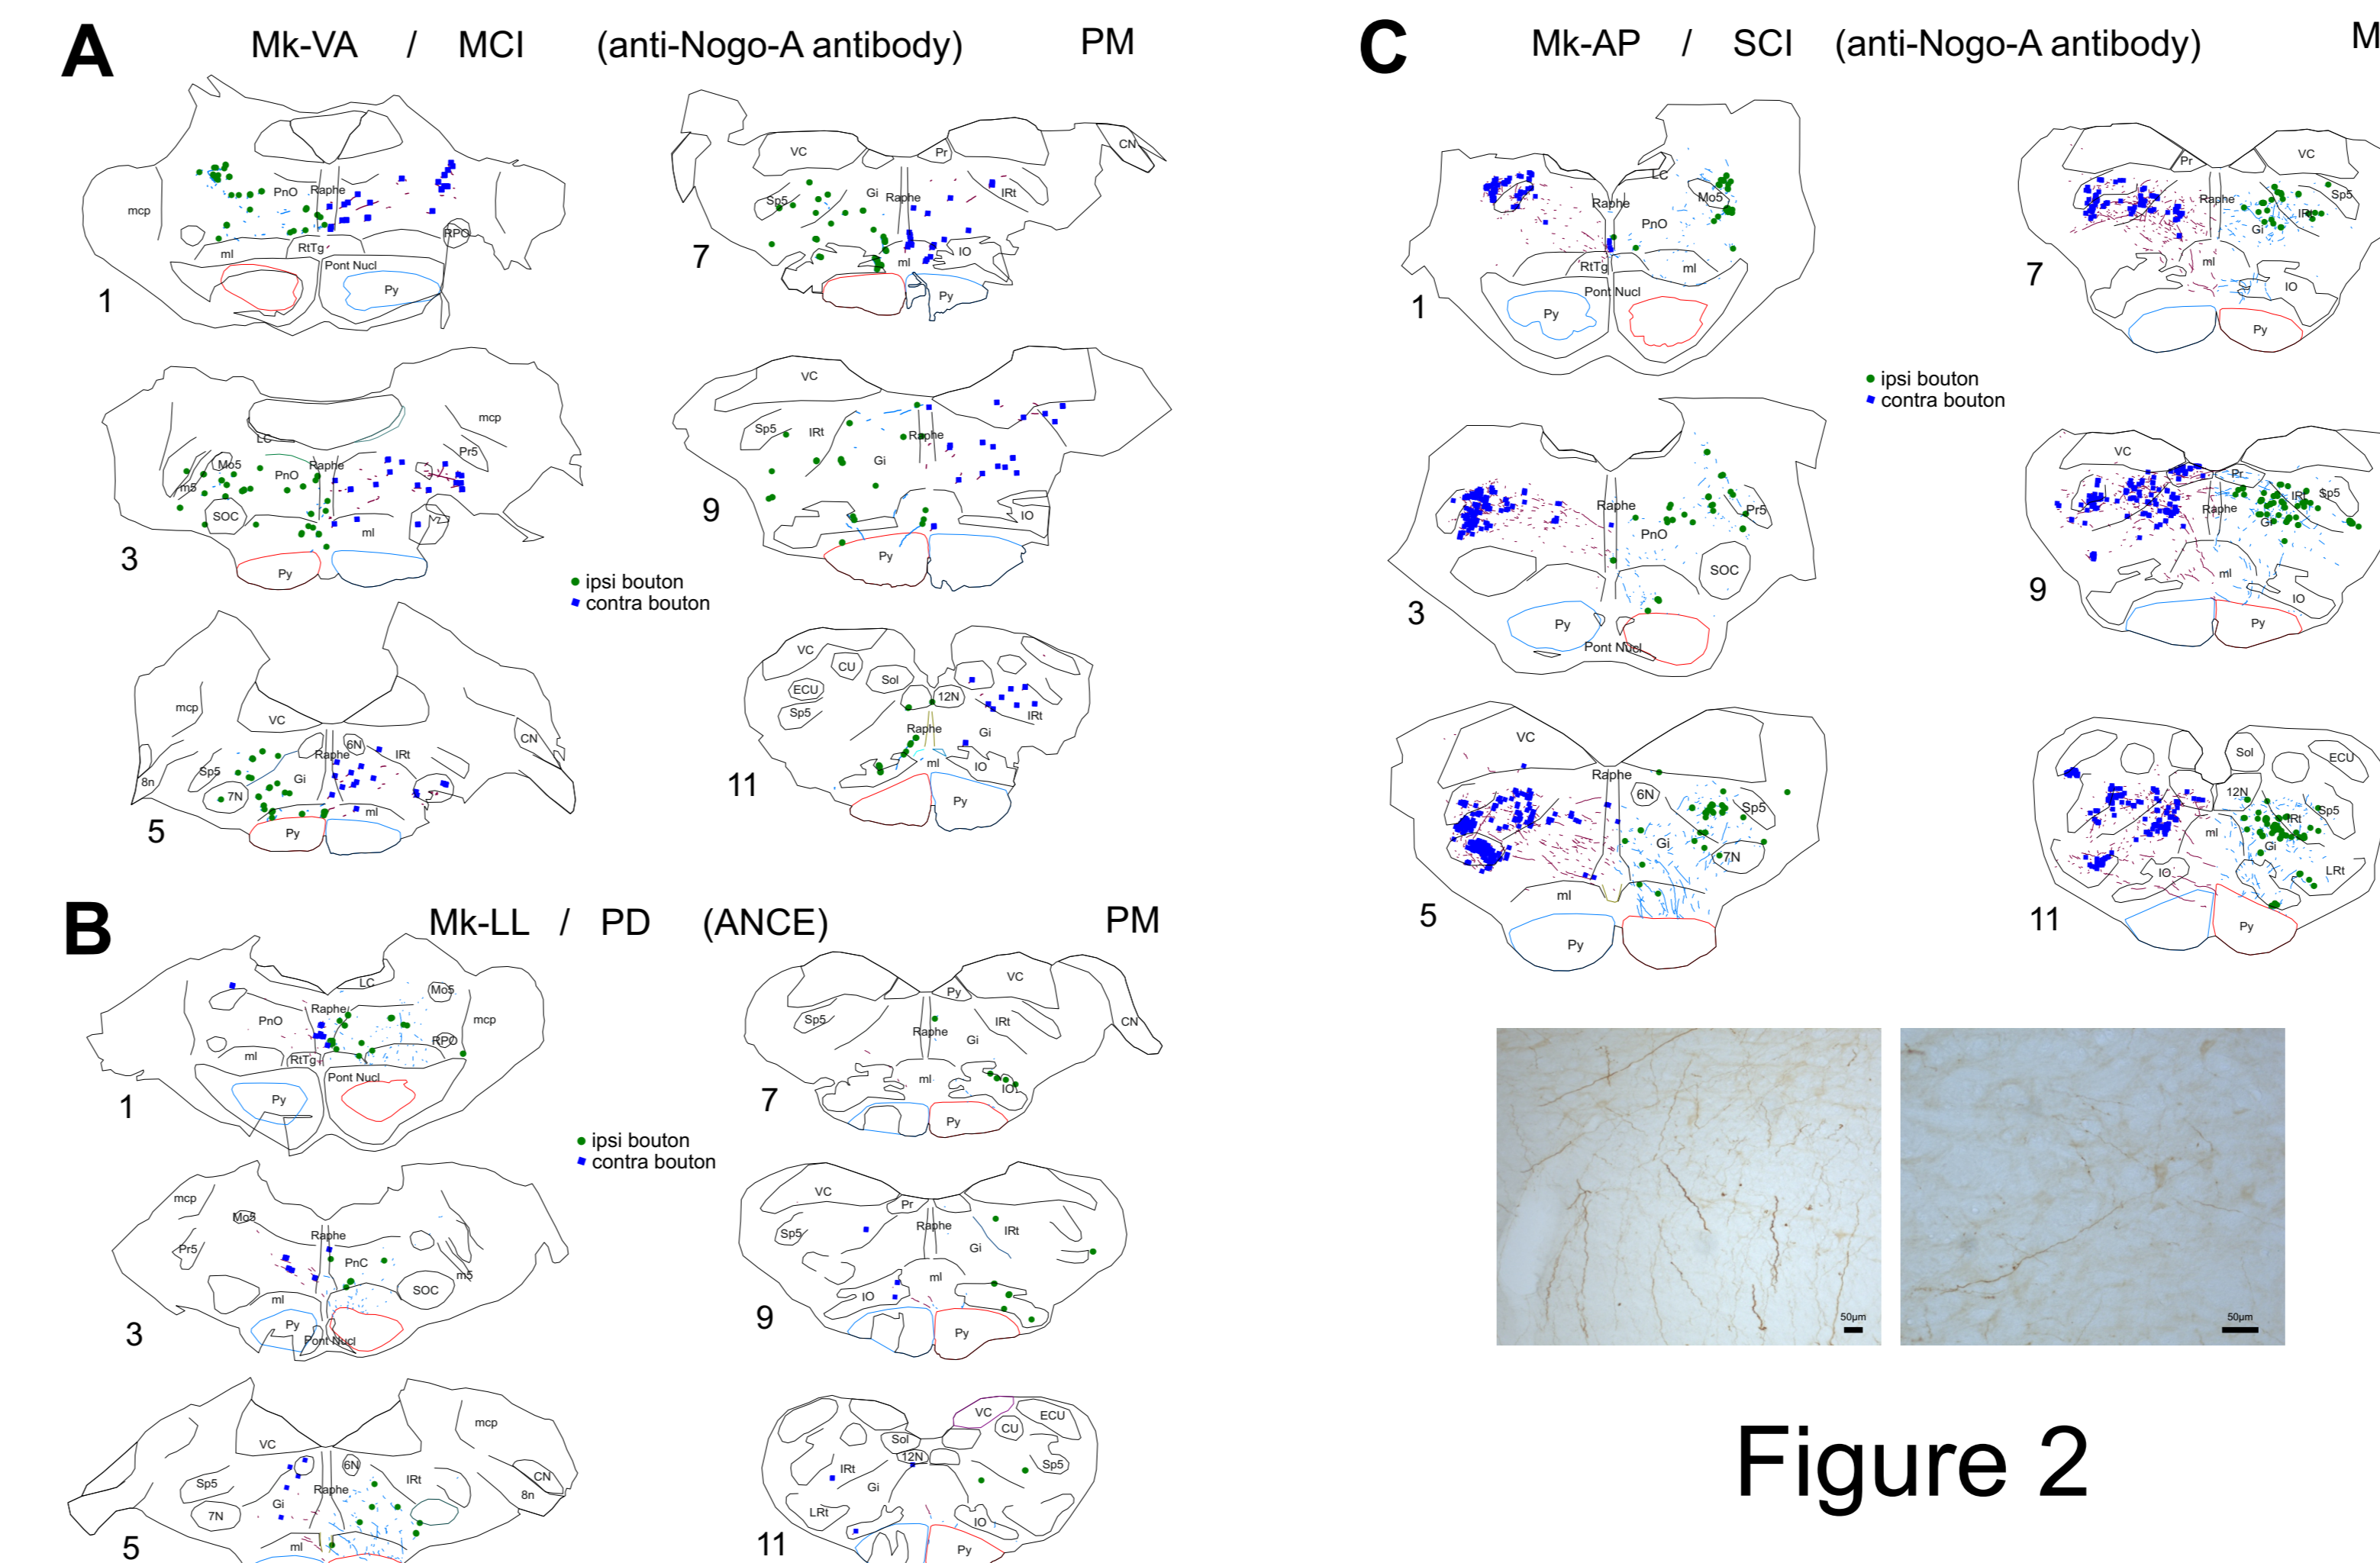 A
Mk-VA / MCI (anti-Nogo-A antibody) PM
mcp
PnO
Raphe
RPO
ml
RtTg
Pont Nucl
Py
1
LC
mcp
Pr5
Mo5
PnO
Raphe
m5
SOC
ml
Py
3
mcp
VC
6N
Raphe
IRt
CN
8n
Sp5
Gi
7N
ml
Py
5
VC
Pr
CN
Sp5
Gi
Raphe
IRt
ml
IO
Py
7
VC
Sp5
IRt
Raphe
Gi
IO
Py
9
ipsi bouton
contra bouton
VC
CU
Sol
ECU
12N
Sp5
Raphe
IRt
Gi
ml
IO
Py
11
B
Mk-LL / PD (ANCE) PM
LC
Mo5
Raphe
PnO
mcp
RPO
ml
RtTg
Pont Nucl
Py
1
ipsi bouton
contra bouton
mcp
Mo5
Raphe
Pr5
PnC
m5
SOC
ml
Py
Pont Nucl
3
mcp
VC
6N
IRt
CN
Sp5
Raphe
8n
Gi
7N
ml
5
VC
Py
Sp5
Raphe
IRt
CN
Gi
ml
IO
Py
7
VC
Pr
Sp5
Raphe
IRt
Gi
ml
IO
Py
9
VC
ECU
CU
Sol
12N
IRt
Sp5
Gi
LRt
IO
Py
11
C
Mk-AP / SCI (anti-Nogo-A antibody) M
LC
Mo5
Raphe
PnO
RtTg
ml
Pont Nucl
Py
1
ipsi bouton
contra bouton
Raphe
Pr5
PnO
SOC
Py
Pont Nucl
3
VC
Raphe
6N
Sp5
Gi
7N
ml
Py
5
Pr
VC
Sp5
Raphe
IRt
Gi
ml
IO
Py
7
VC
Pr
IRt
Sp5
Raphe
Gi
ml
IO
Py
9
Sol
ECU
12N
Sp5
IRt
ml
Gi
IO
LRt
Py
11
50µm
50µm
Figure 2